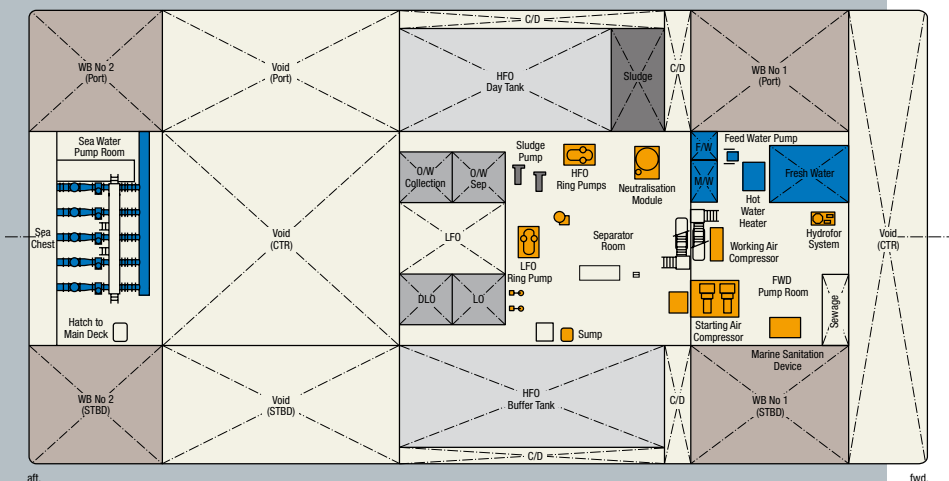 C/D
WB No 2
(Port)
Void
(Port)
HFO
Day Tank
Sludge
C/D
WB No 1
(Port)
Sea Water
Pump Room
Sea
Chest
Hatch to
Main Deck
Void
(CTR)
O/W
Collection
O/W
Sep
LFO
DLO
LO
Sludge
Pump
HFO
Ring Pumps
Neutralisation
Module
LFO
Ring Pump
Separator
Room
Sump
F/W
M/W
Feed Water Pump
Fresh Water
Hot
Water
Heater
Hydrofor
System
Working Air
Compressor
FWD
Pump Room
Starting Air
Compressor
Sewage
Marine Sanitation
Device
Void
(CTR)
WB No 2
(STBD)
Void
(STBD)
HFO
Buffer Tank
C/D
WB No 1
(STBD)
C/D
aft.
fwd.